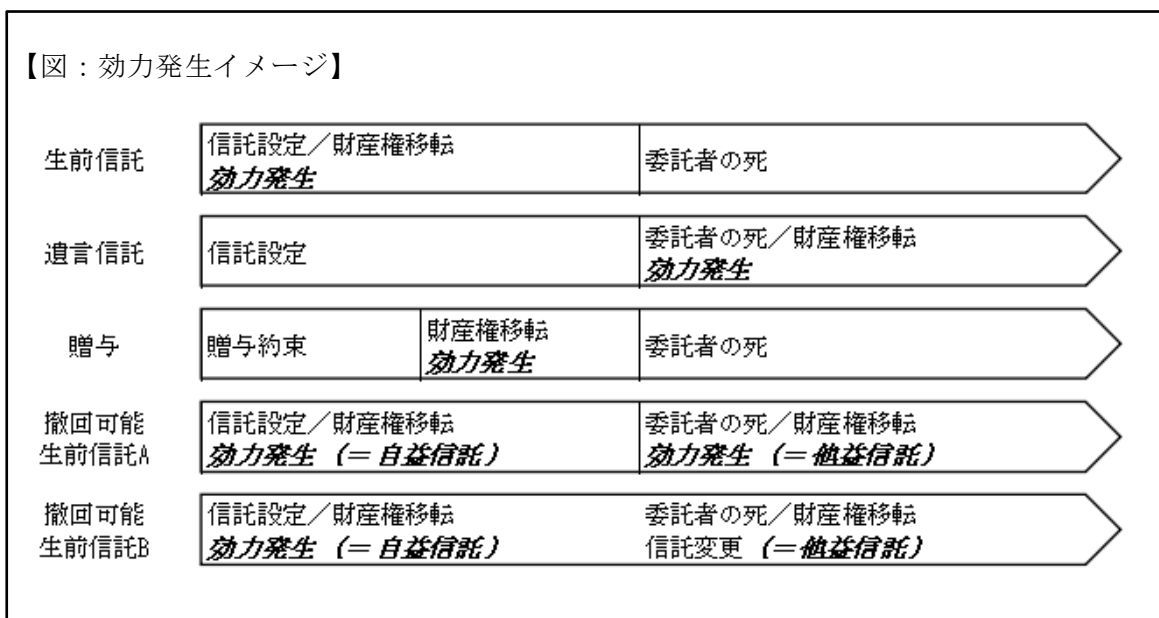 【図：効力発生イメージ】
生前信託
信託設定／財産権移転
効力発生
委託者の死
遺言信託
信託設定
委託者の死／財産権移転
効力発生
贈与
贈与約束
財産権移転
効力発生
委託者の死
撤回可能
生前信託A
信託設定／財産権移転
効力発生（＝自益信託）
委託者の死／財産権移転
効力発生（＝他益信託）
撤回可能
生前信託B
信託設定／財産権移転
効力発生（＝自益信託）
委託者の死／財産権移転
信託変更（＝他益信託）